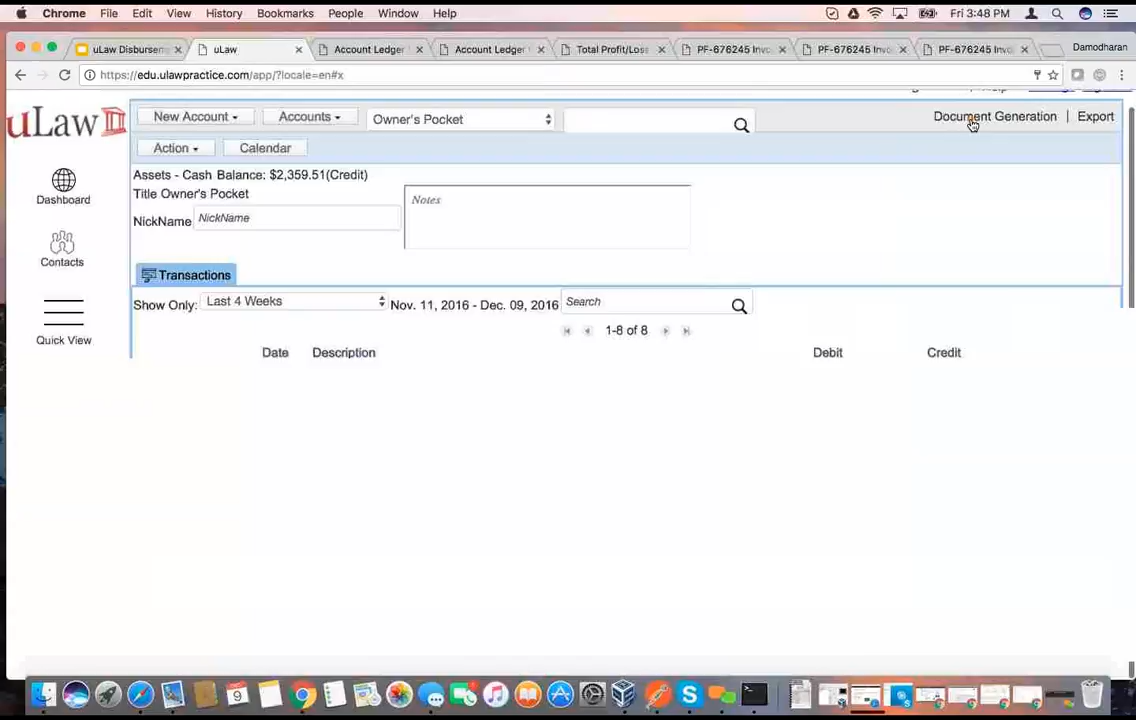 Chrome File Edit View History Bookmarks People Window Help Fri 3:48 PM
uLaw Disbursem uLaw Account Ledger Account Ledger Total Profit/Loss PF-676245 Invo PF-676245 Invo PF-676245 Invo Damodharan
https://edu.ulawpractice.com/app/?locale=en#x
uLaw New Account Accounts Owner's Pocket Document Generation | Export
Action Calendar
Assets - Cash Balance: $2,359.51(Credit)
Title Owner's Pocket
Notes
NickName NickName
Dashboard
Contacts
Quick View
Transactions
Show Only: Last 4 Weeks Nov. 11, 2016 - Dec. 09, 2016 Search
1-8 of 8
Date Description Debit Credit
9